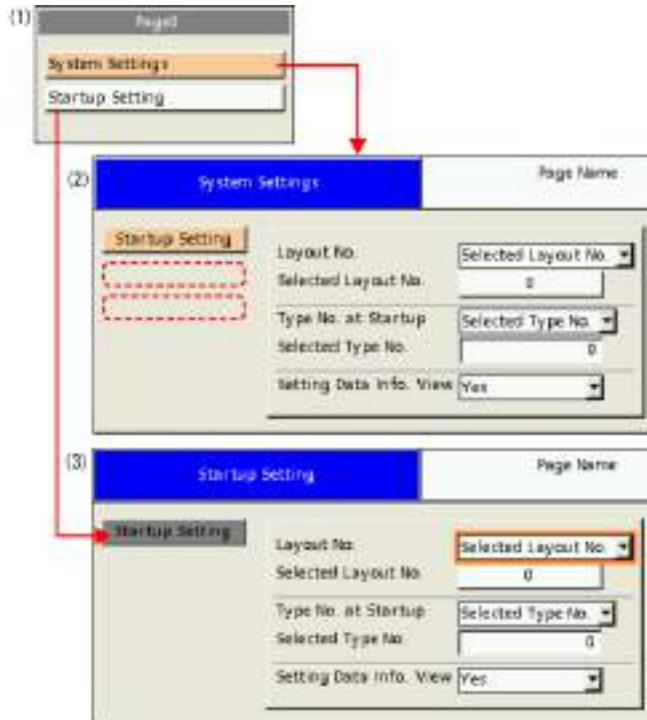 (1)
Page0
System Settings
Startup Setting
(2)
System Settings
Page Name
Startup Setting
Layout No.
Selected Layout No.
Selected Layout No.
0
Type No. at Startup
Selected Type No.
Selected Type No.
0
Setting Data Info. View
Yes
(3)
Startup Setting
Page Name
Startup Setting
Layout No.
Selected Layout No.
Selected Layout No.
0
Type No. at Startup
Selected Type No.
Selected Type No.
0
Setting Data Info. View
Yes